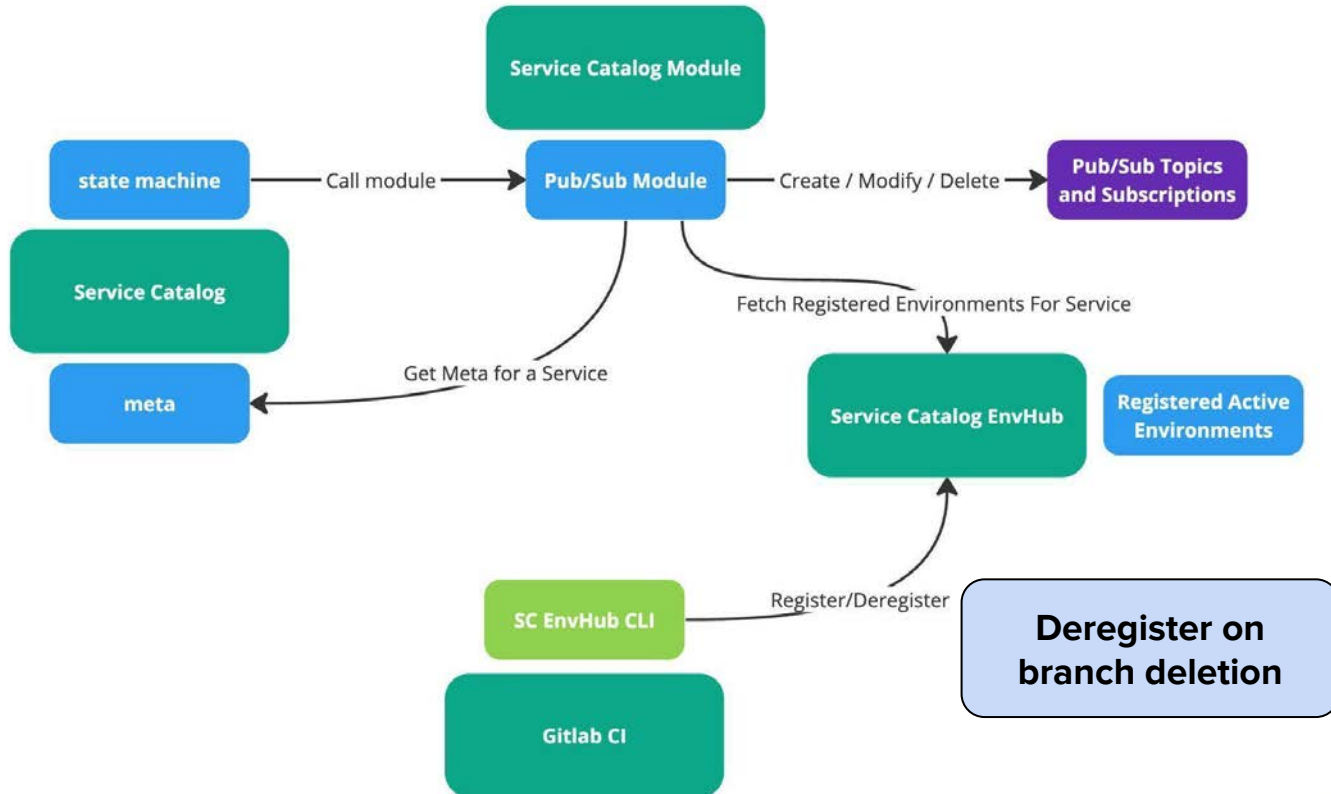 Service Catalog Module
state machine
Call module
Pub/Sub Module
Create / Modify / Delete
Pub/Sub Topics
and Subscriptions
Service Catalog
Fetch Registered Environments For Service
Get Meta for a Service
meta
Service Catalog EnvHub
Registered Active
Environments
SC EnvHub CLI
Register/Deregister
Deregister on
branch deletion
Gitlab CI